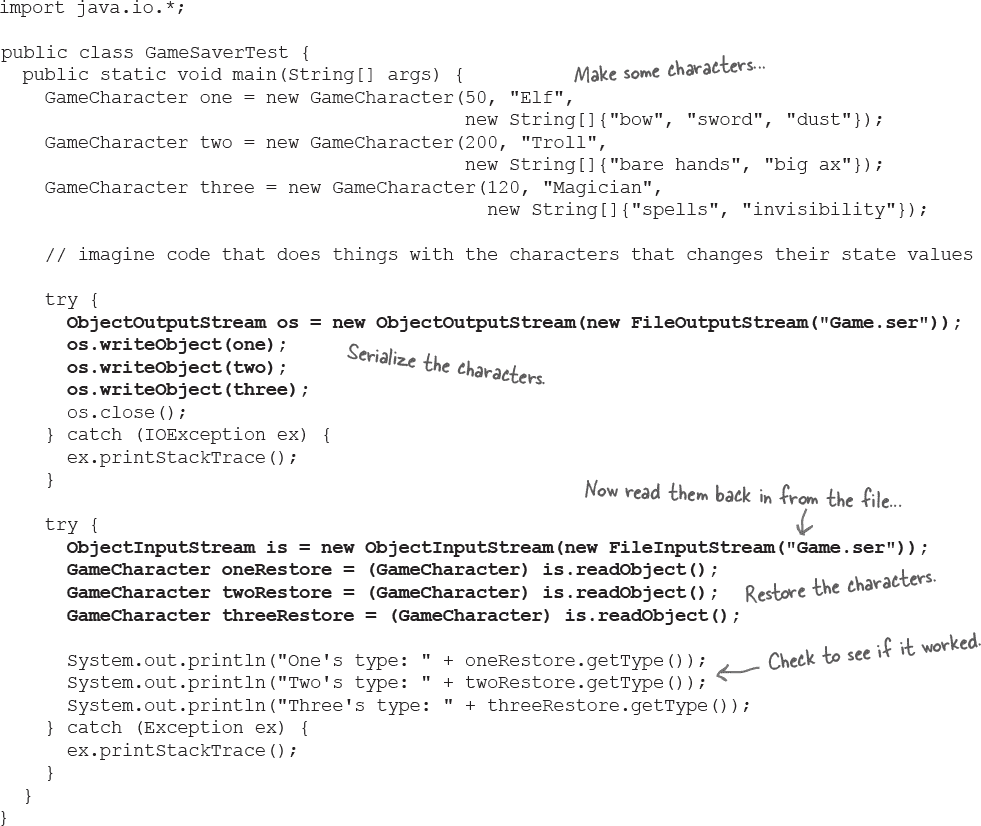 import java.io.*;
public class GameSaverTest {
public static void main(String[] args) {
Make some characters...
GameCharacter one = new GameCharacter(50, "Elf",
new String[]{"bow", "sword", "dust"});
GameCharacter two = new GameCharacter(200, "Troll",
new String[]{"bare hands", "big ax"});
GameCharacter three = new GameCharacter(120, "Magician",
new String[]{"spells", "invisibility"});
// imagine code that does things with the characters that changes their state values
try {
ObjectOutputStream os = new ObjectOutputStream(new FileOutputStream("Game.ser"));
os.writeObject(one);
os.writeObject(two);
os.writeObject(three);
Serialize the characters.
os.close();
} catch (IOException ex) {
ex.printStackTrace();
}
Now read them back in from the file...
try {
ObjectInputStream is = new ObjectInputStream(new FileInputStream("Game.ser"));
GameCharacter oneRestore = (GameCharacter) is.readObject();
GameCharacter twoRestore = (GameCharacter) is.readObject();
GameCharacter threeRestore = (GameCharacter) is.readObject();
Restore the characters.
System.out.println("One's type: " + oneRestore.getType());
System.out.println("Two's type: " + twoRestore.getType());
System.out.println("Three's type: " + threeRestore.getType());
Check to see if it worked.
} catch (Exception ex) {
ex.printStackTrace();
}
}
}